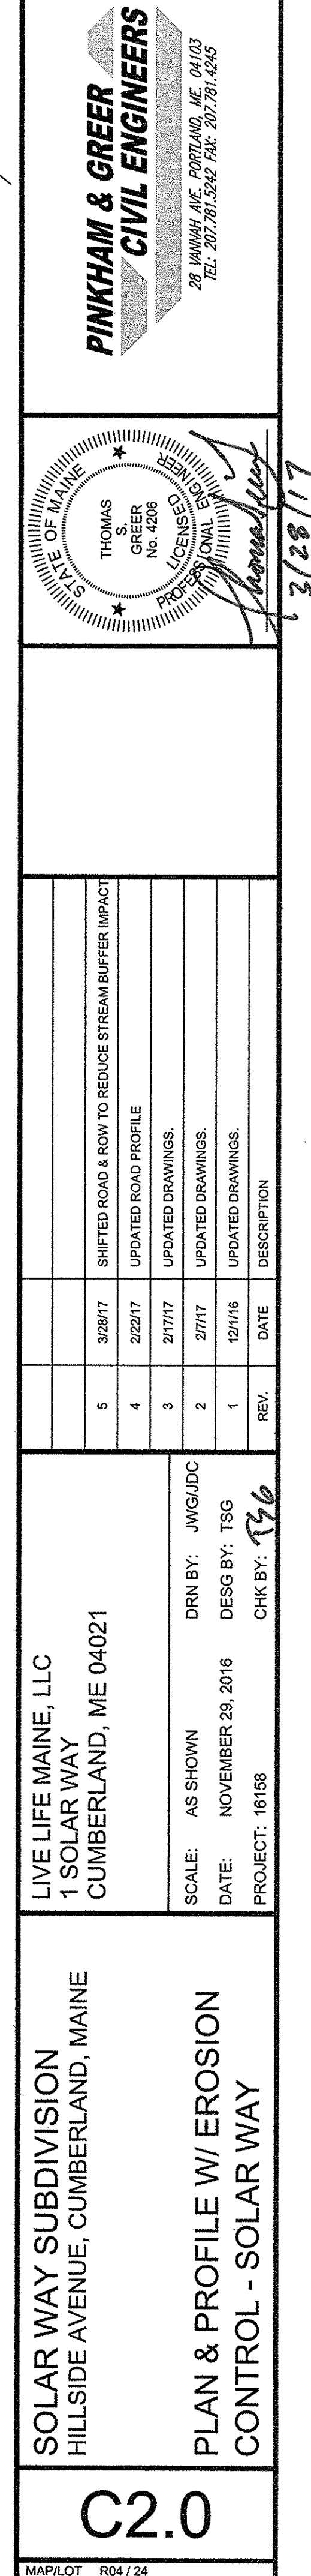 PINKHAM & GREER
CIVIL ENGINEERS
28 VANNAH AVE. PORTLAND, ME. 04103
TEL: 207.781.5242 FAX: 207.781.4245
STATE OF MAINE
THOMAS
S.
GREER
No. 4206
LICENSED
PROFESSIONAL ENGINEER
3/28/17
5 3/28/17 SHIFTED ROAD & ROW TO REDUCE STREAM BUFFER IMPACT
4 2/22/17 UPDATED ROAD PROFILE
3 2/17/17 UPDATED DRAWINGS.
2 2/7/17 UPDATED DRAWINGS.
1 12/1/16 UPDATED DRAWINGS.
REV. DATE DESCRIPTION
LIVE LIFE MAINE, LLC
1 SOLAR WAY
CUMBERLAND, ME 04021
SCALE: AS SHOWN DRN BY: JWG/JDC
DATE: NOVEMBER 29, 2016 DESG BY: TSG
PROJECT: 16158 CHK BY: TSG
SOLAR WAY SUBDIVISION
HILLSIDE AVENUE, CUMBERLAND, MAINE
PLAN & PROFILE W/ EROSION
CONTROL - SOLAR WAY
C2.0
MAP/LOT R04 / 24